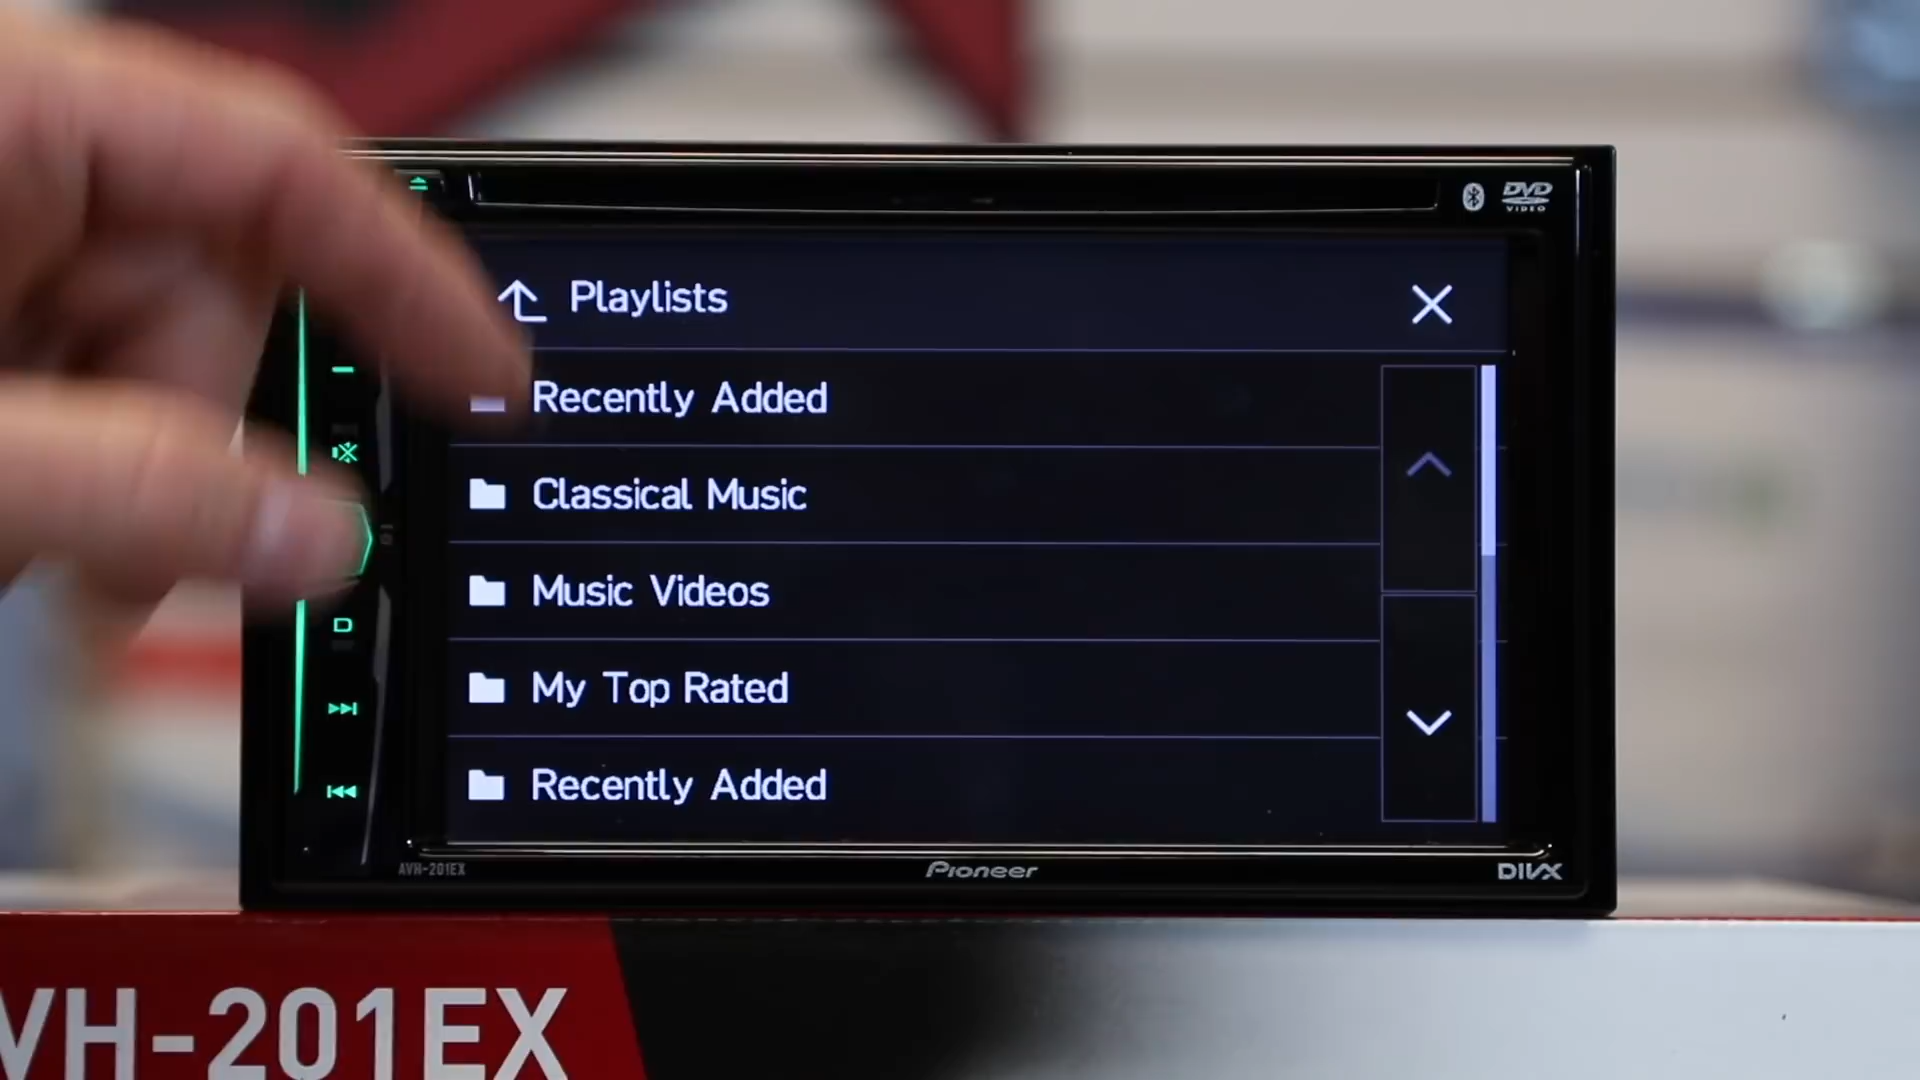 DVD
VIDEO
Playlists
Recently Added
Classical Music
Music Videos
My Top Rated
Recently Added
D
AVH-201EX
Pioneer
DIVX
VH-201EX